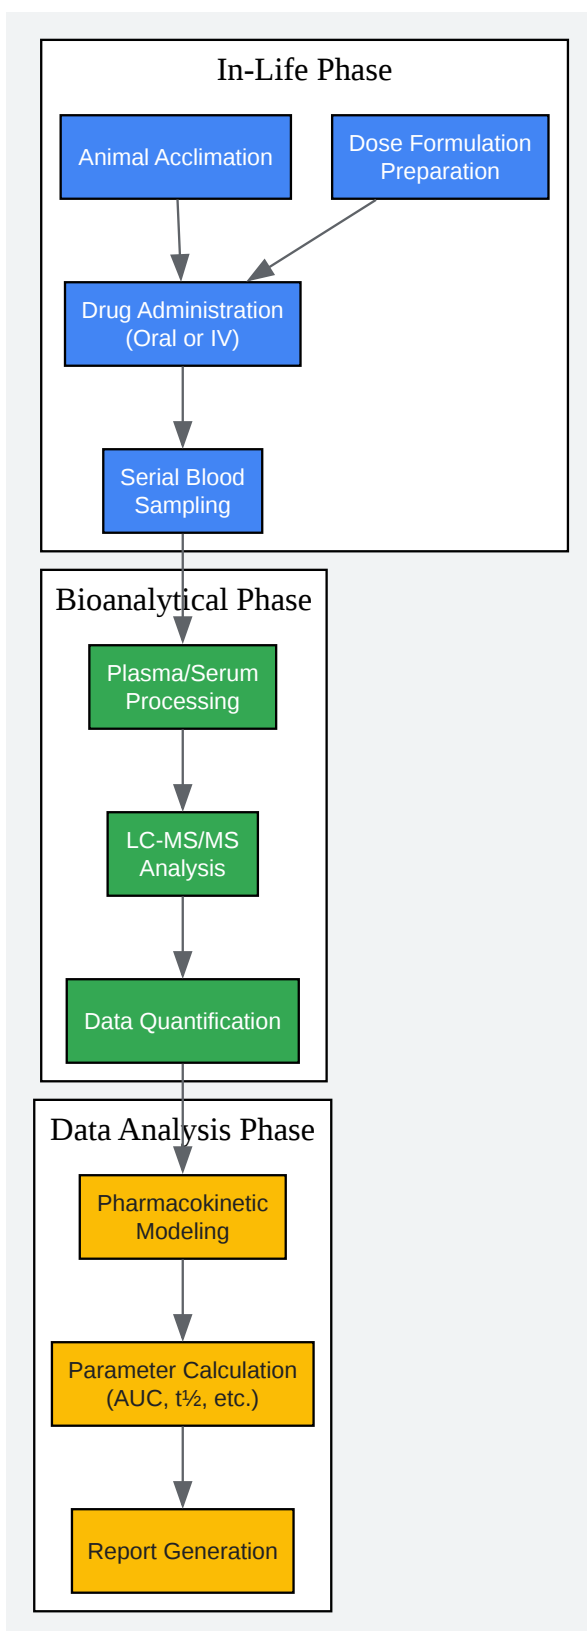 In-Life Phase
Animal Acclimation
Dose Formulation
Preparation
Drug Administration
(Oral or IV)
Serial Blood
Sampling
Bioanalytical Phase
Plasma/Serum
Processing
LC-MS/MS
Analysis
Data Quantification
Data Analysis Phase
Pharmacokinetic
Modeling
Parameter Calculation
(AUC, t½, etc.)
Report Generation